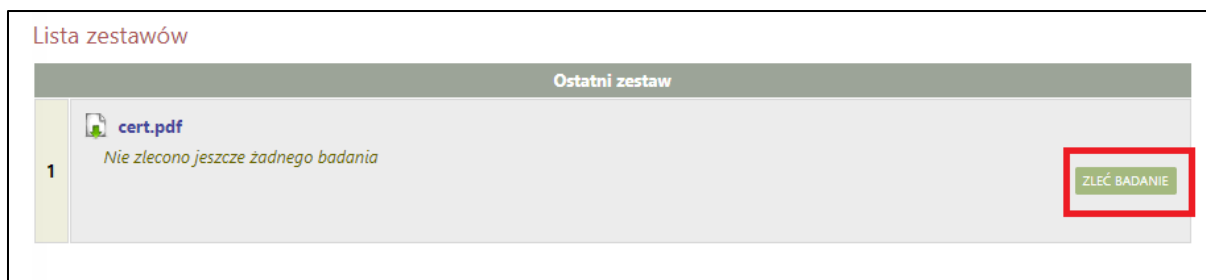 Lista zestawów
Ostatni zestaw
cert.pdf
Nie zlecono jeszcze żadnego badania
1
ZLEĆ BADANIE